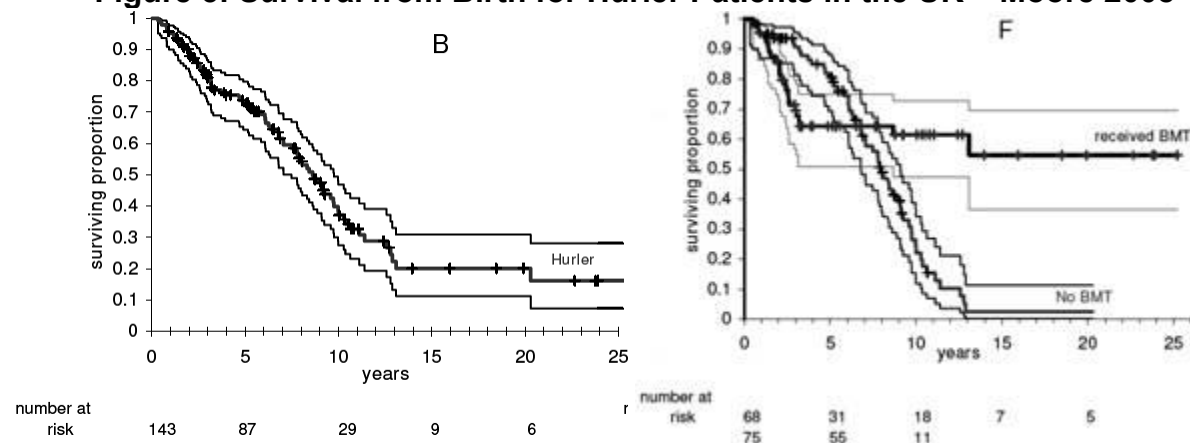 Figure 6: Survival from Birth for Hurler Patients in the UK – Moore 2008
B
1
0.9
0.8
0.7
0.6
0.5
0.4
0.3
0.2
0.1
0
surviving proportion
Hurler
0 5 10 15 20 25
years
number at
risk 143 87 29 9 6
F
1
0.9
0.8
0.7
0.6
0.5
0.4
0.3
0.2
0.1
0
surviving proportion
received BMT
No BMT
0 5 10 15 20 25
years
number at
risk 68 31 18 7 5
75 55 11